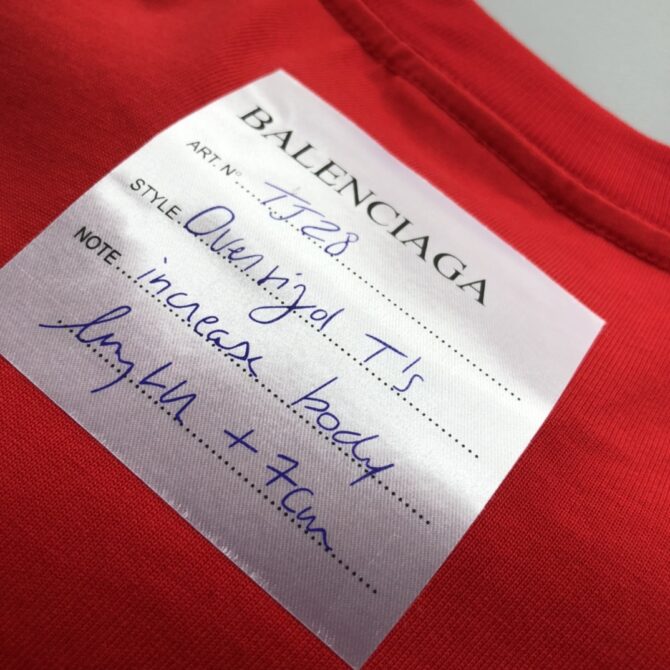 BALENCIAGA
ART. N° TJ28
STYLE Oversized T's
NOTE increase body
length + 7cm